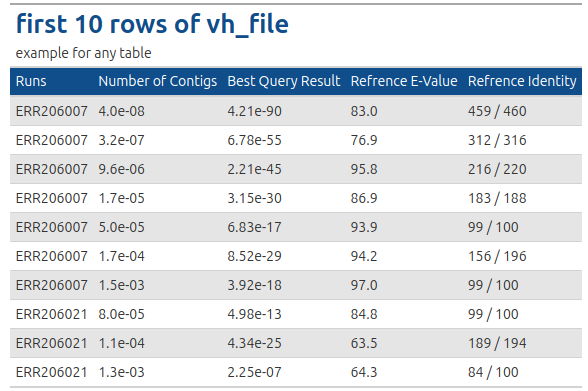 first 10 rows of vh_file
example for any table
Runs Number of Contigs Best Query Result Refrence E-Value Refrence Identity
ERR206007 4.0e-08 4.21e-90 83.0 459 / 460
ERR206007 3.2e-07 6.78e-55 76.9 312 / 316
ERR206007 9.6e-06 2.21e-45 95.8 216 / 220
ERR206007 1.7e-05 3.15e-30 86.9 183 / 188
ERR206007 5.0e-05 6.83e-17 93.9 99 / 100
ERR206007 1.7e-04 8.52e-29 94.2 156 / 196
ERR206007 1.5e-03 3.92e-18 97.0 99 / 100
ERR206021 8.0e-05 4.98e-13 84.8 99 / 100
ERR206021 1.1e-04 4.34e-25 63.5 189 / 194
ERR206021 1.3e-03 2.25e-07 64.3 84 / 100